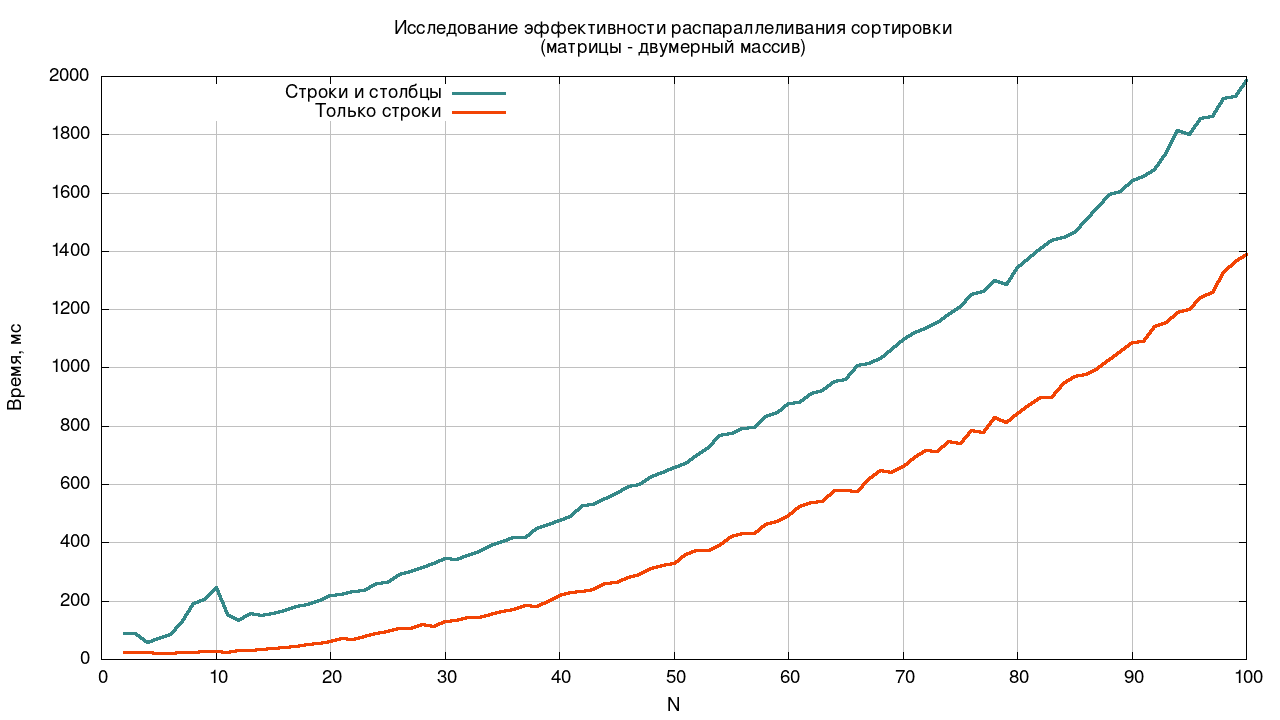 Исследование эффективности распараллеливания сортировки
(матрицы - двумерный массив)
Строки и столбцы
Только строки
2000
1800
1600
1400
1200
1000
800
600
400
200
0
Время, мс
0 10 20 30 40 50 60 70 80 90 100
N